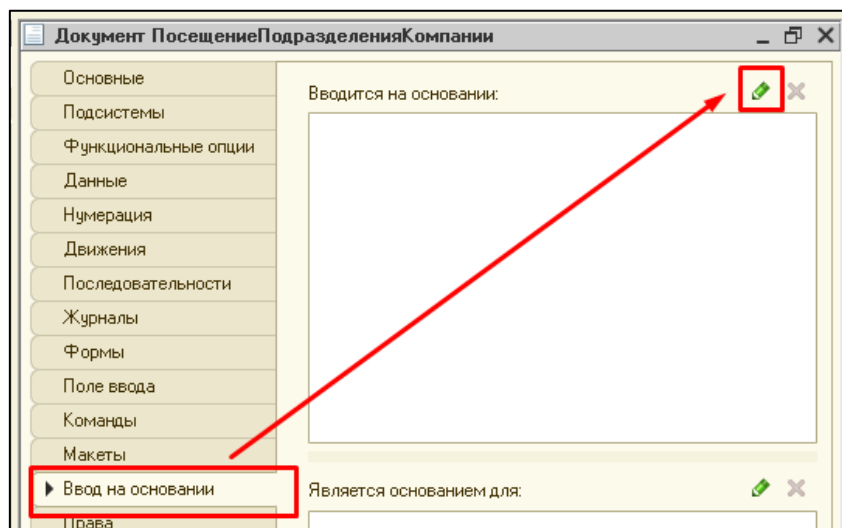 Документ ПосещениеПодразделенияКомпании
Основные
Подсистемы
Функциональные опции
Данные
Нумерация
Движения
Последовательности
Журналы
Формы
Поле ввода
Команды
Макеты
Ввод на основании
Права
Вводится на основании:
Является основанием для: